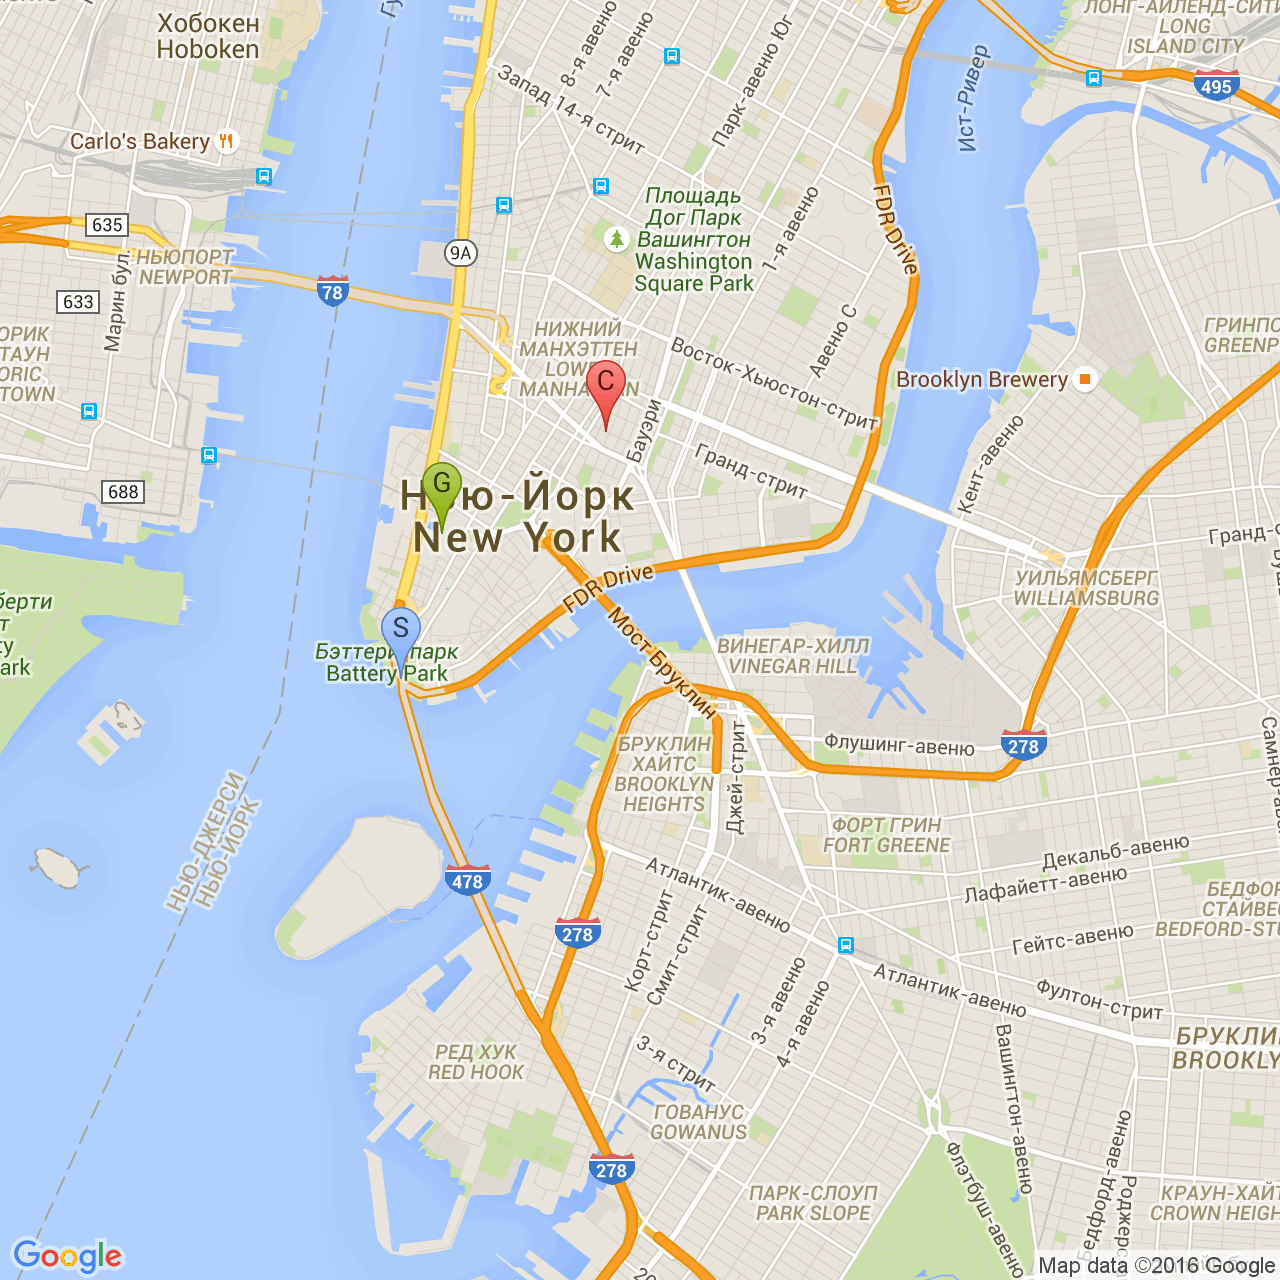 Хобокен
Hoboken
8-я авеню
7-я авеню
Парк-авеню Юг
ЛОНГ-АЙЛЕНД-СИТИ
LONG
ISLAND CITY
495
Запад 14-я стрит
Ист-Ривер
Carlo's Bakery
635
НЬЮПОРТ
NEWPORT
Марин бул.
633
78
9A
Площадь
Дог Парк
Вашингтон
Washington
Square Park
1-я авеню
FDR Drive
НИЖНИЙ
МАНХЭТТЕН
LOW
MANHA
AN
C
Восток-Хьюстон-стрит
Авеню C
Brooklyn Brewery
ГРИНП
GREENP
ОРИК
ТАУН
ORIC
TOWN
Бауэри
Гранд-стрит
Кент-авеню
688
G
Нью-Йорк
New York
FDR Drive
Гранд-с
УИЛЬЯМСБЕРГ
WILLIAMSBURG
берти
т
ty
ark
S
Бэттери-парк
Battery Park
Мост Бруклин
ВИНЕГАР-ХИЛЛ
VINEGAR HILL
Флушинг-авеню
278
Самнер-ав
БРУКЛИН
ХАЙТС
BROOKLYN
HEIGHTS
Джей-стрит
НЬЮ-ДЖЕРСИ
НЬЮ-ЙОРК
ФОРТ ГРИН
FORT GREENE
Декальб-авеню
Лафайетт-авеню
478
Атлантик-авеню
БЕДФОР
СТАЙВЕС
BEDFORD-STU
278
Гейтс-авеню
Корт-стрит
Смит-стрит
3-я авеню
4-я авеню
Атлантик-авеню
Фултон-стрит
БРУКЛИН
BROOKLY
РЕД ХУК
RED HOOK
3-я стрит
Вашингтон-авеню
ГОВАНУС
GOWANUS
278
Флэтбуш-авеню
Бедфорд-авеню
Роджерс
ПАРК-СЛОУП
PARK SLOPE
КРАУН-ХАЙТ
CROWN HEIGH
Google
Map data ©2016 Google